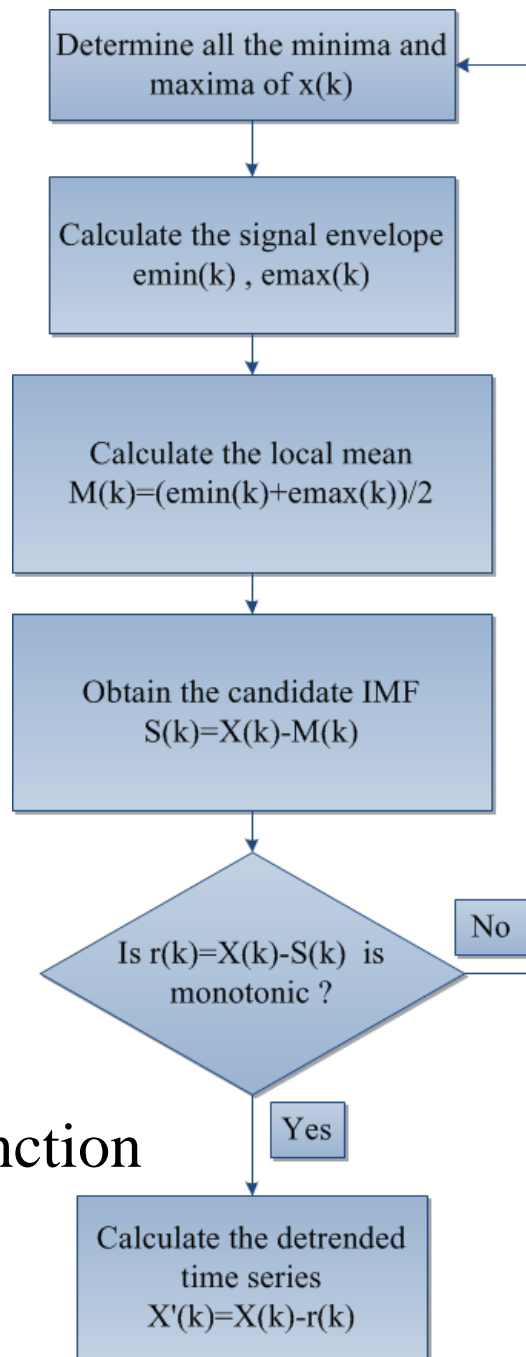 Determine all the minima and
maxima of x(k)
Calculate the signal envelope
emin(k) , emax(k)
Calculate the local mean
M(k)=(emin(k)+emax(k))/2
Obtain the candidate IMF
S(k)=X(k)-M(k)
Is r(k)=X(k)-S(k)  is
monotonic ?
No
Yes
nction
Calculate the detrended
time series
X'(k)=X(k)-r(k)